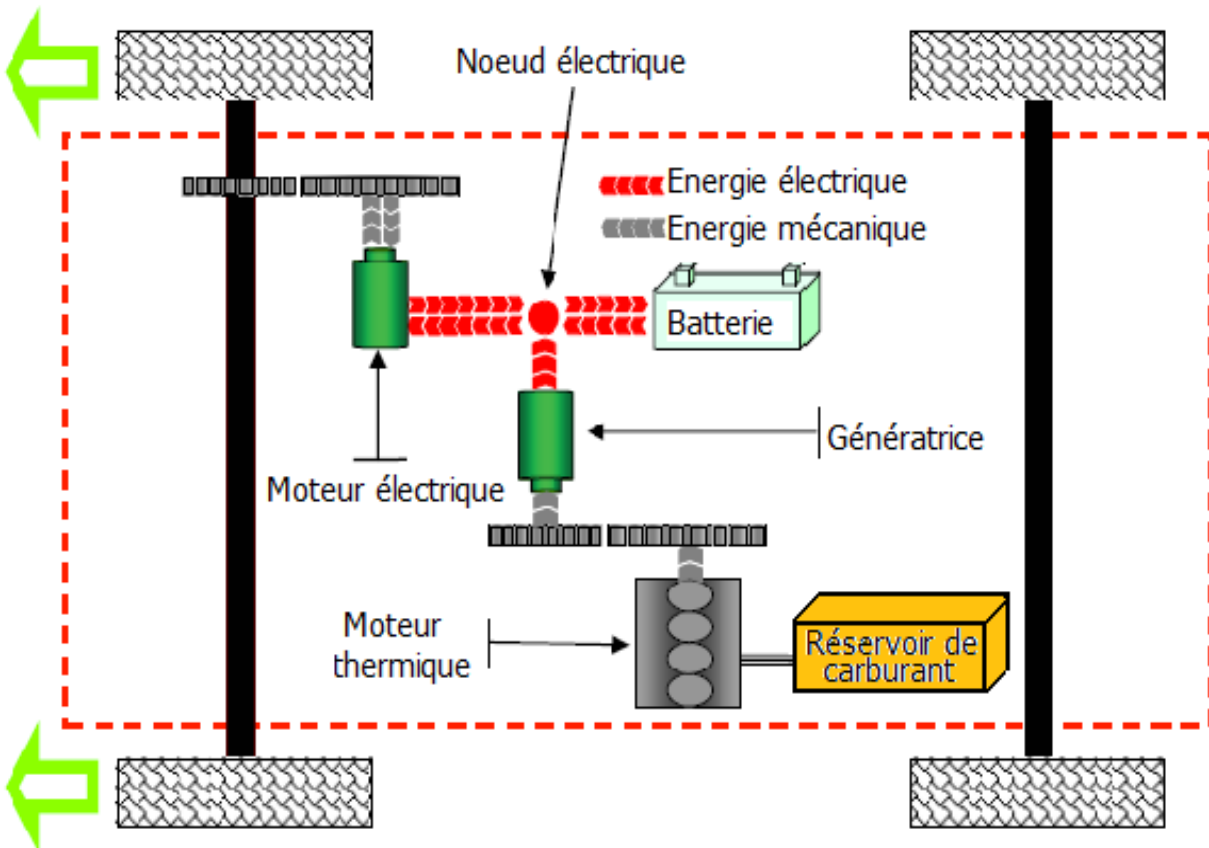 Noeud électrique
Energie électrique
Energie mécanique
Batterie
Génératrice
Moteur électrique
Moteur
thermique
Réservoir de
carburant